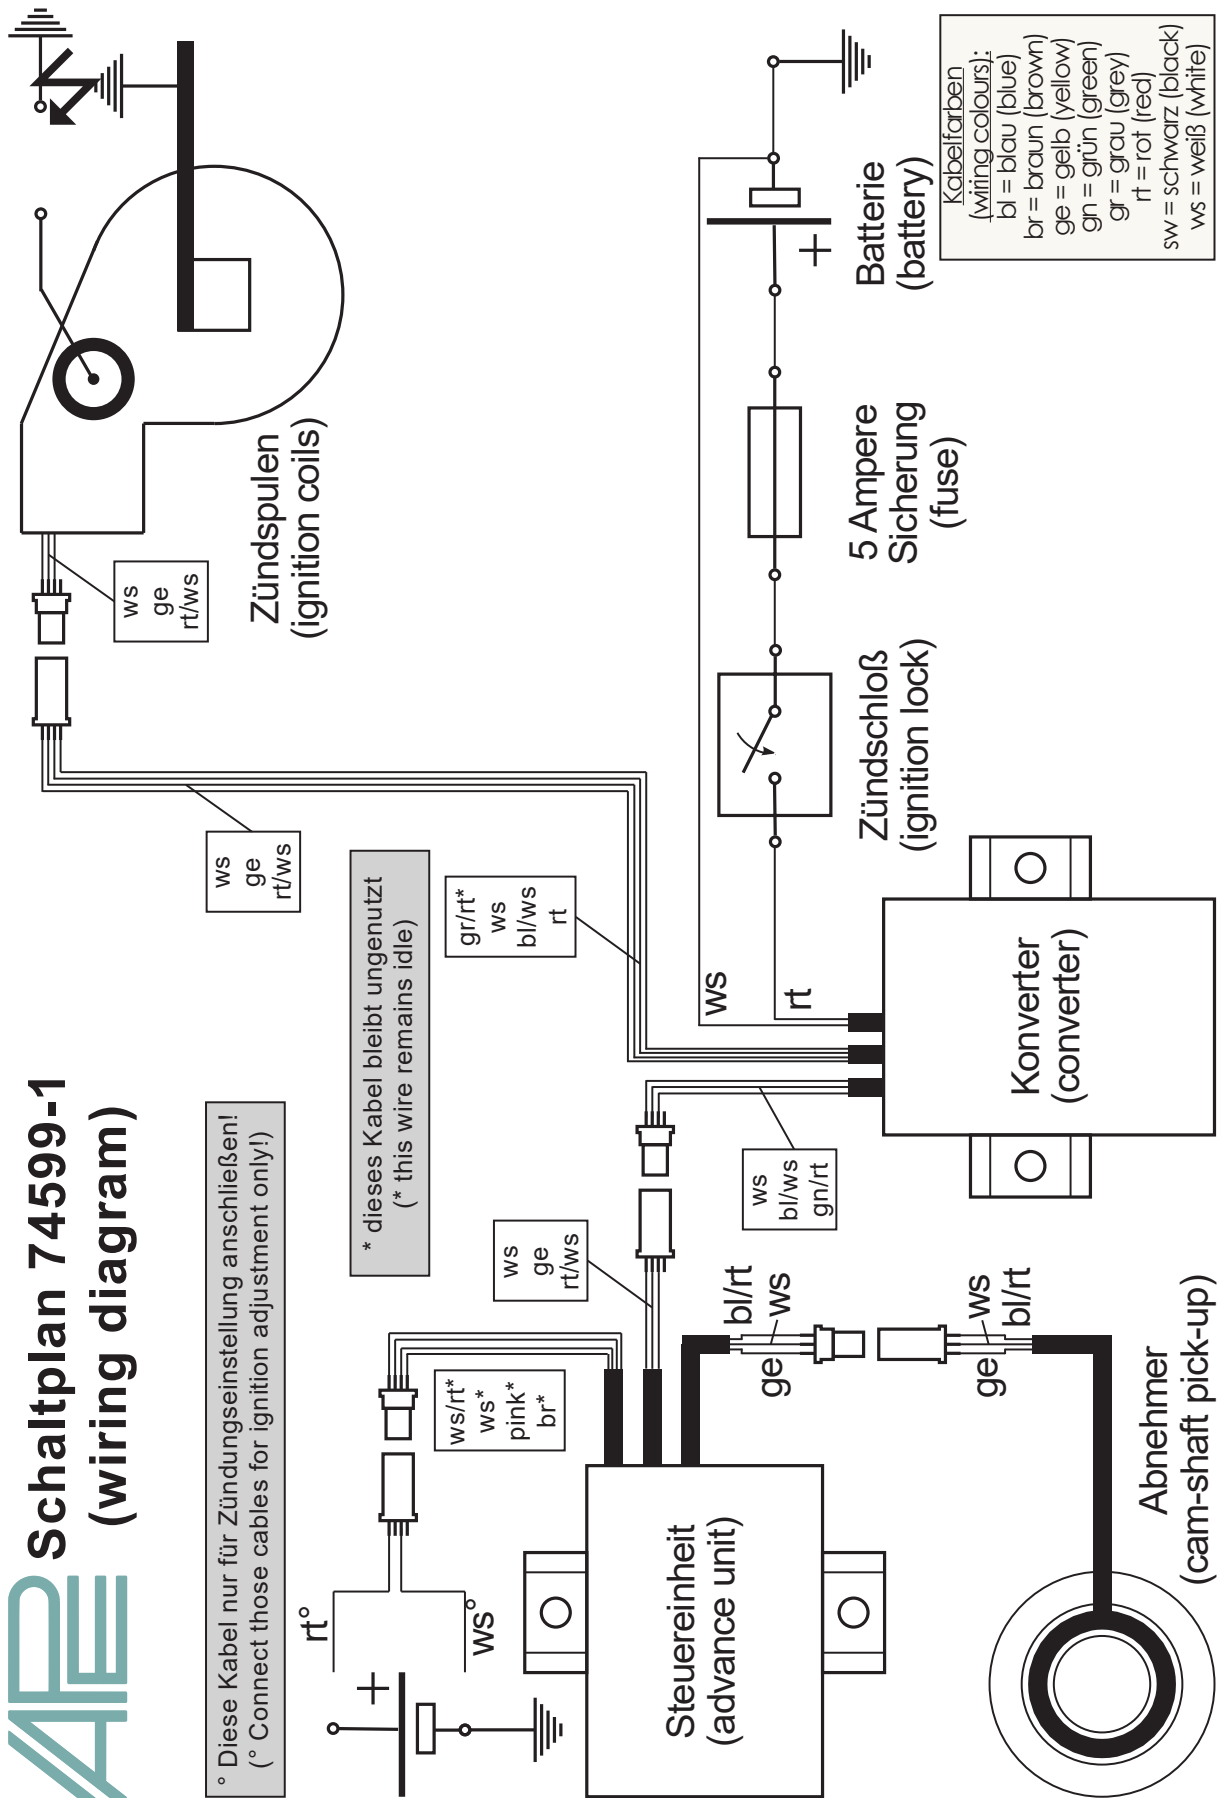 VAPE
Schaltplan 74599-1
(wiring diagram)
° Diese Kabel nur für Zündungseinstellung anschließen!
(° Connect those cables for ignition adjustment only!)
* dieses Kabel bleibt ungenutzt
(* this wire remains idle)
ws
ge
rt/ws
ws
ge
rt/ws
Zündspulen
(ignition coils)
rt°
+
ws°
ws/rt*
ws*
pink*
br*
ws
ge
rt/ws
gr/rt*
ws
bl/ws
rt
Steuereinheit
(advance unit)
bl/rt
ws
ge
ws
bl/ws
gn/rt
ws
rt
Zündschloß
(ignition lock)
5 Ampere
Sicherung
(fuse)
+
Batterie
(battery)
ws
bl/rt
ge
Abnehmer
(cam-shaft pick-up)
Konverter
(converter)
Kabelfarben
(wiring colours):
bl = blau (blue)
br = braun (brown)
ge = gelb (yellow)
gn = grün (green)
gr = grau (grey)
rt = rot (red)
sw = schwarz (black)
ws = weiß (white)